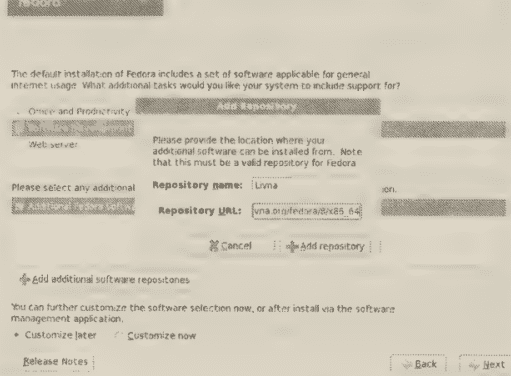 fedora
The default installation of Fedora includes a set of software applicable for general
internet usage. What additional tasks would you like your system to include support for?
Office and Productivity
Software Development
Web server
Add Repository
Please provide the location where your
additional software can be installed from. Note
that this must be a valid repository for Fedora
Repository name: Livna
Repository URL: vna.org/fedora/8/x86_64
Cancel
Add repository
Please select any additional
ion.
Additional Fedora Softwa
Add additional software repositories
You can further customize the software selection now, or after install via the software
management application.
Customize later Customize now
Release Notes
Back Next